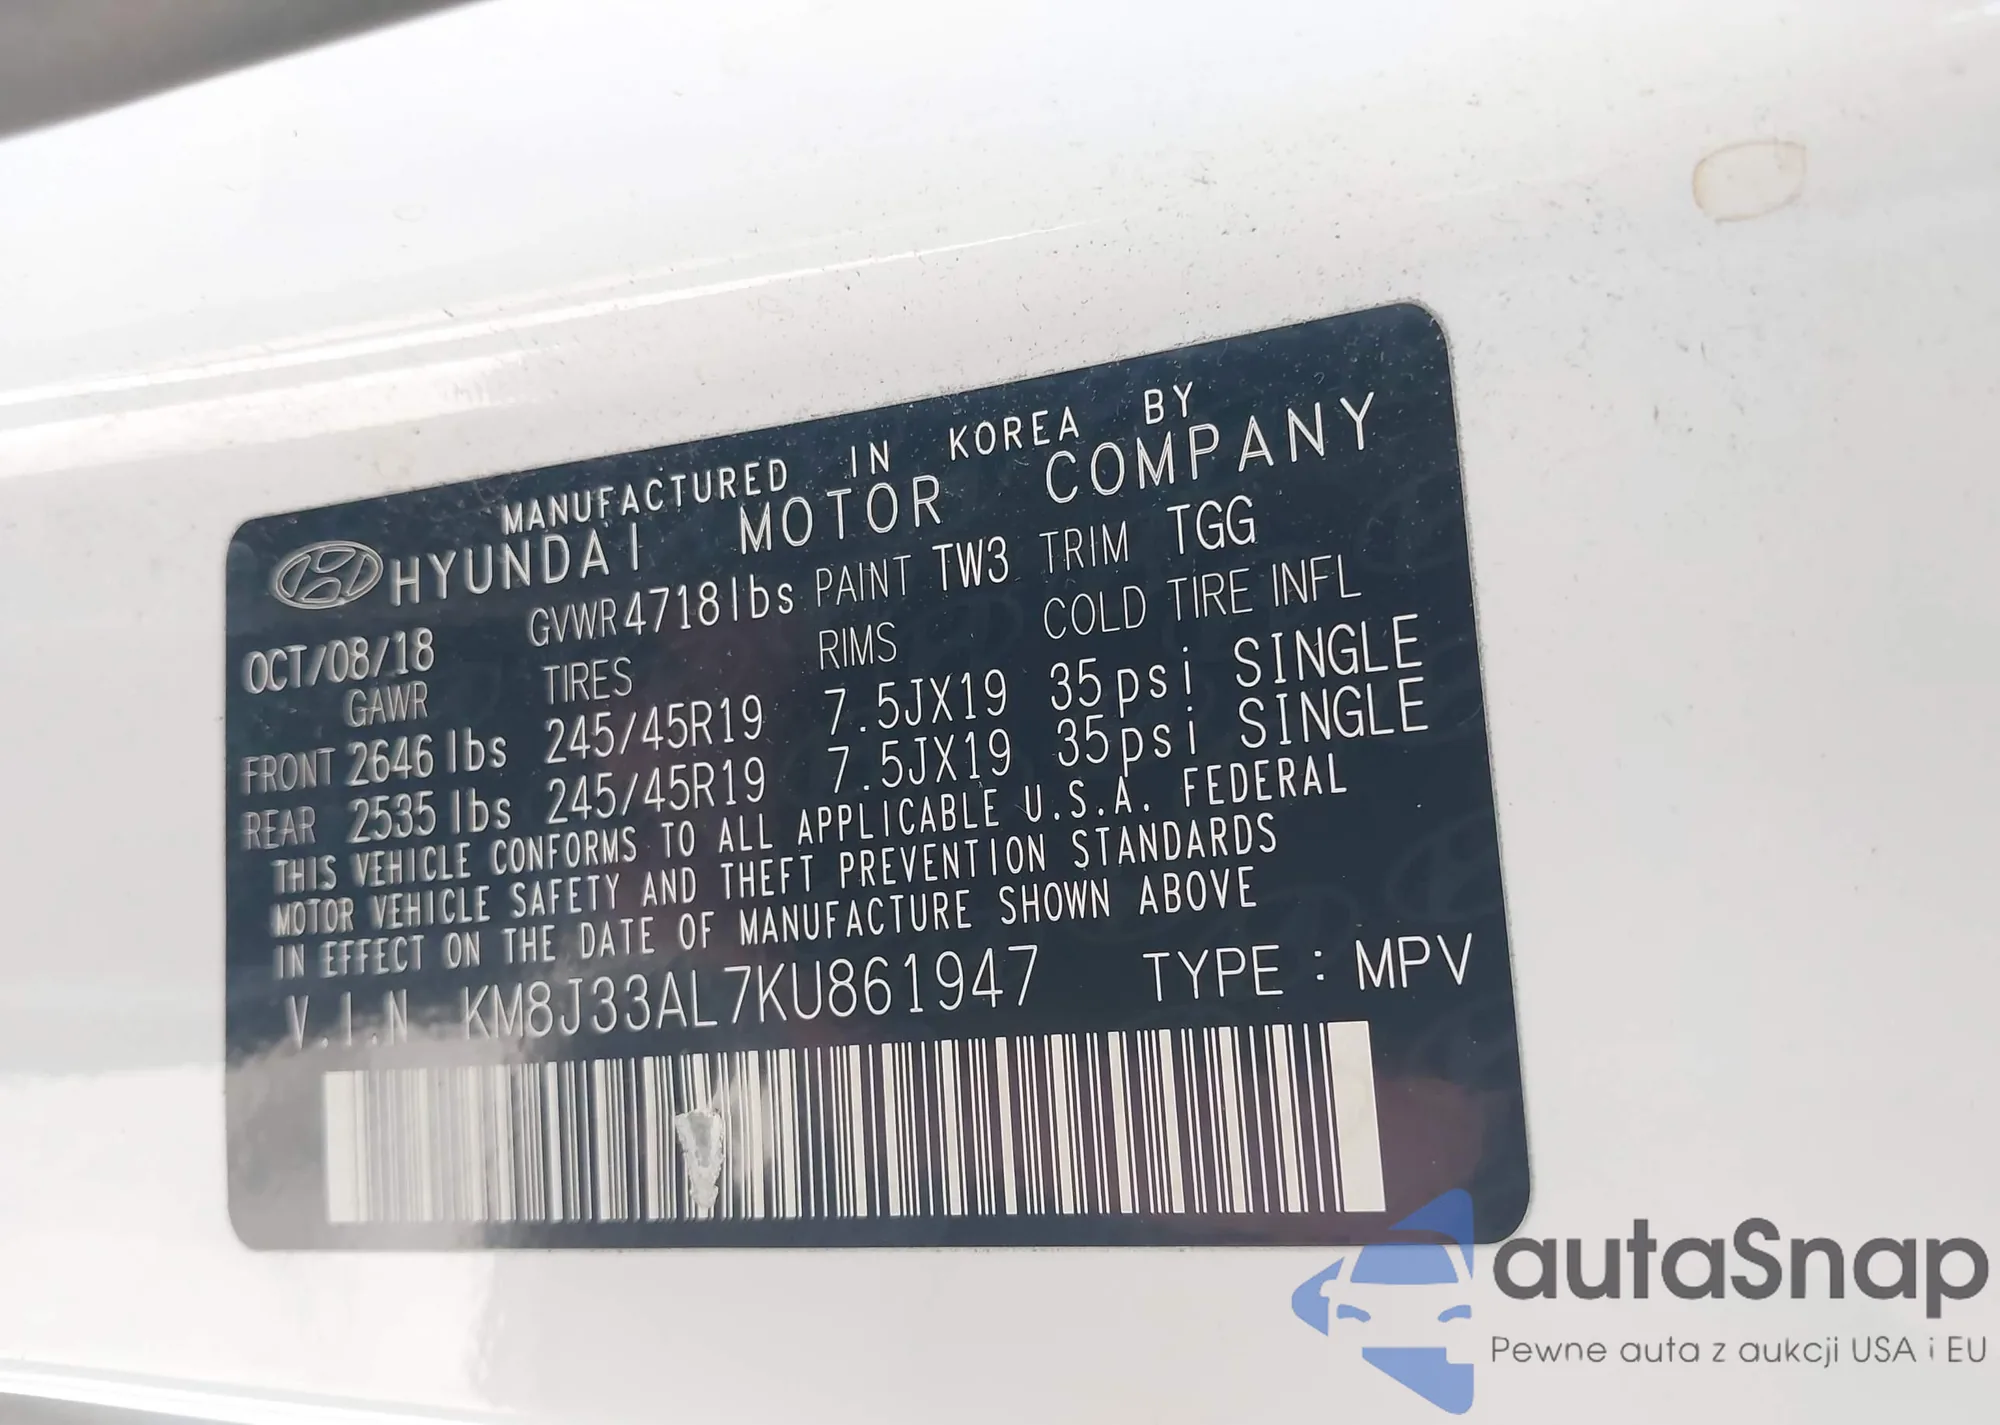 MANUFACTURED IN KOREA BY
HYUNDAI MOTOR COMPANY
OCT/08/18 GVWR 4718lbs PAINT TW3 TRIM TGG
GAWR TIRES RIMS COLD TIRE INFL
FRONT 2646 lbs 245/45R19 7.5JX19 35psi SINGLE
REAR 2535 lbs 245/45R19 7.5JX19 35psi SINGLE
THIS VEHICLE CONFORMS TO ALL APPLICABLE U.S.A. FEDERAL
MOTOR VEHICLE SAFETY AND THEFT PREVENTION STANDARDS
IN EFFECT ON THE DATE OF MANUFACTURE SHOWN ABOVE
V.I.N KM8J33AL7KU861947 TYPE : MPV
autaSnap
Pewne auta z aukcji USA i EU